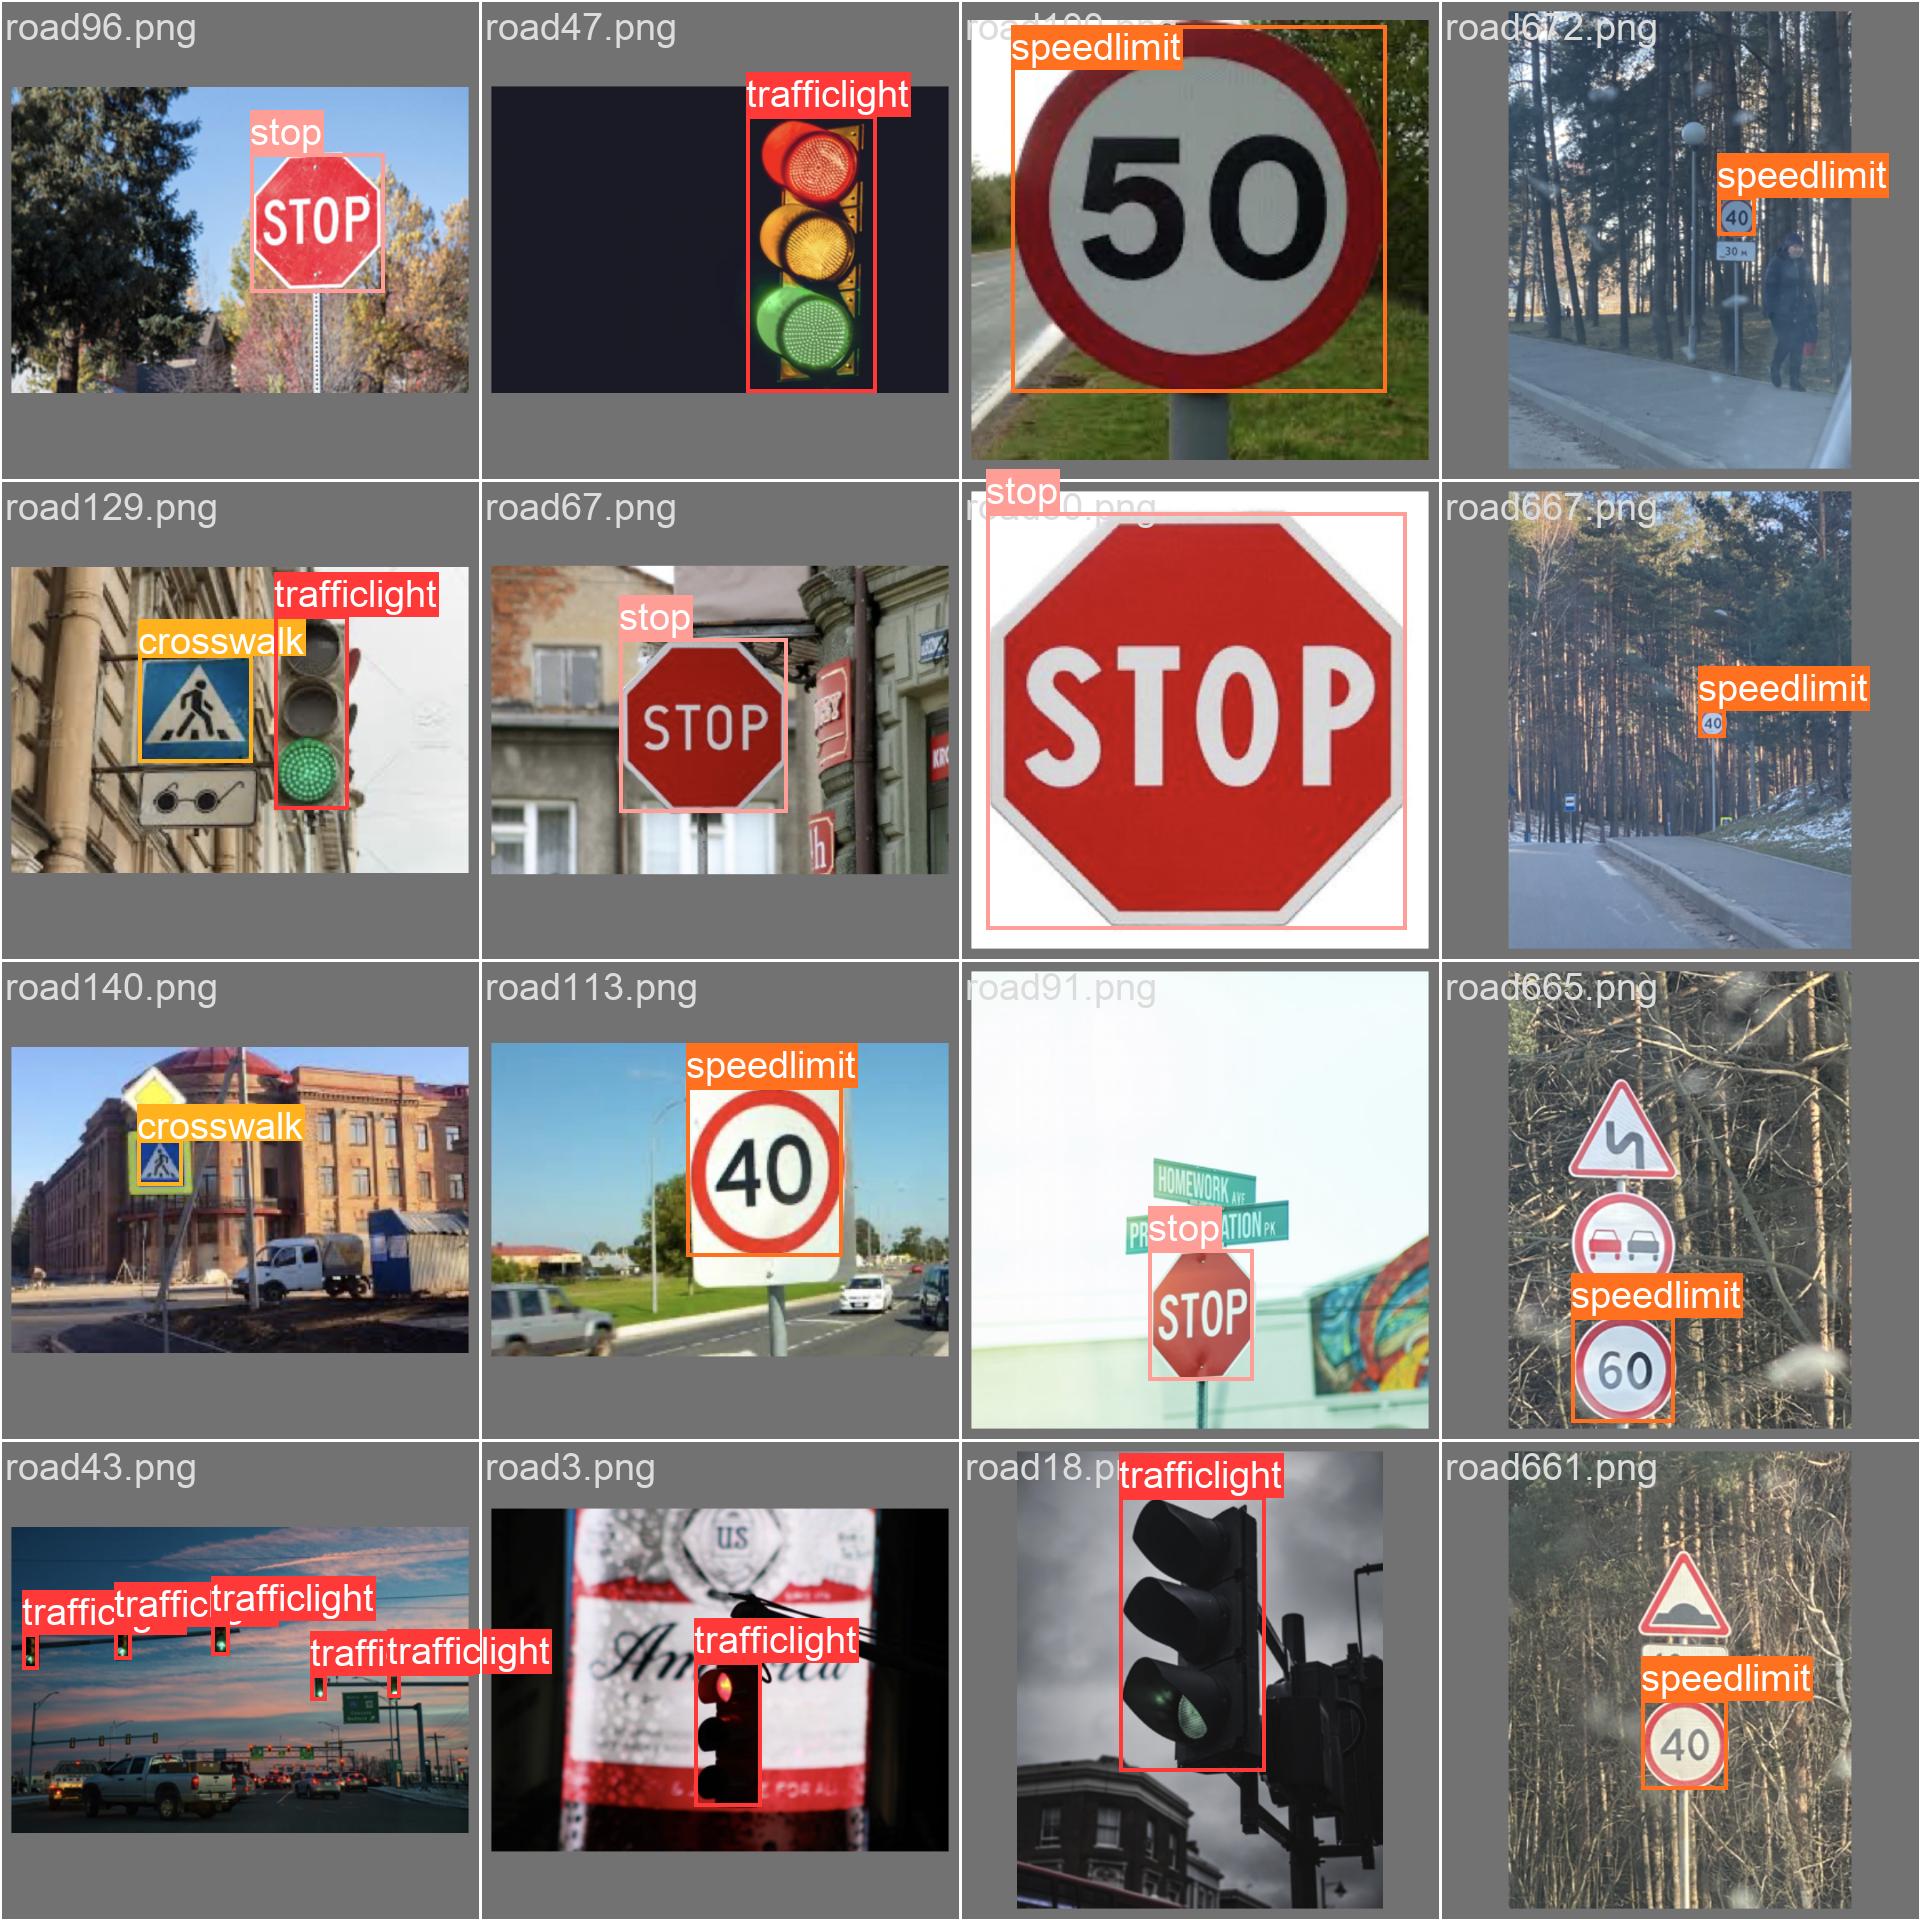 road96.png
stop
STOP
road47.png
trafficlight
speedlimit
50
road672.png
speedlimit
40
30 м
road129.png
trafficlight
crosswalk
road67.png
stop
STOP
stop
STOP
road667.png
speedlimit
40
road140.png
crosswalk
road113.png
speedlimit
40
road91.png
HOMEWORK AVE
stop
STOP
road665.png
speedlimit
60
road43.png
trafficlight
trafficlight
road3.png
US
trafficlight
FOR ALL
road18.p
trafficlight
road661.png
speedlimit
40